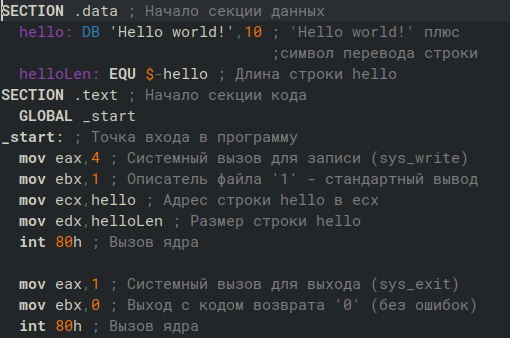 SECTION .data ; Начало секции данных
hello: DB 'Hello world!',10 ; 'Hello world!' плюс
;символ перевода строки
helloLen: EQU $-hello ; Длина строки hello
SECTION .text ; Начало секции кода
GLOBAL _start
_start: ; Точка входа в программу
mov eax,4 ; Системный вызов для записи (sys_write)
mov ebx,1 ; Описатель файла '1' - стандартный вывод
mov ecx,hello ; Адрес строки hello в ecx
mov edx,helloLen ; Размер строки hello
int 80h ; Вызов ядра
mov eax,1 ; Системный вызов для выхода (sys_exit)
mov ebx,0 ; Выход с кодом возврата '0' (без ошибок)
int 80h ; Вызов ядра